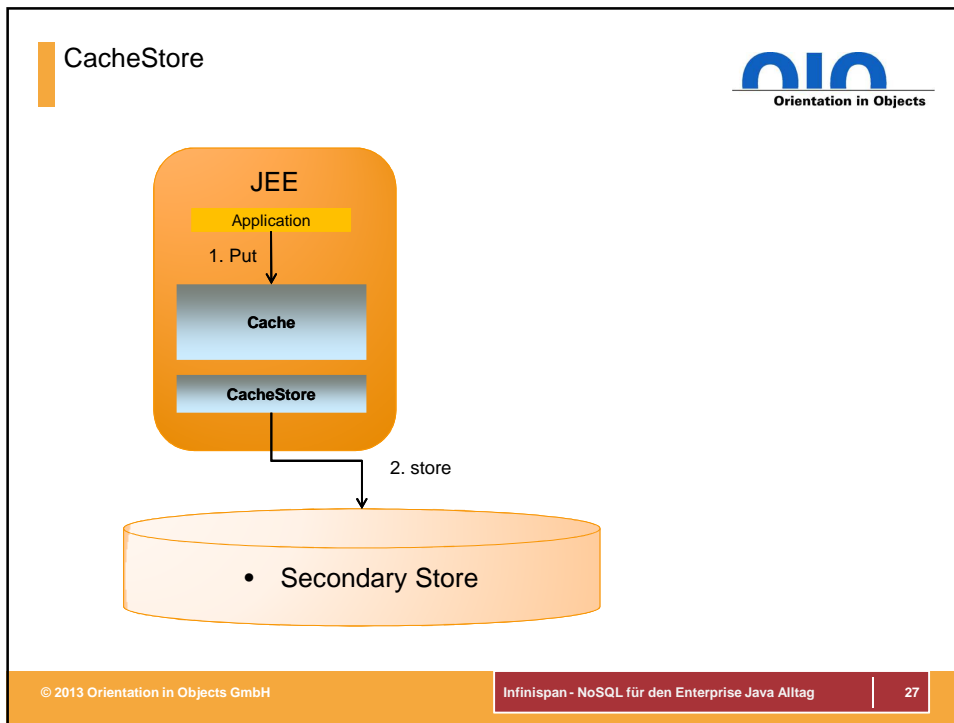 CacheStore
OIO
Orientation in Objects
JEE
Application
1. Put
Cache
CacheStore
2. store
• Secondary Store
© 2013 Orientation in Objects GmbH
Infinispan - NoSQL für den Enterprise Java Alltag
27